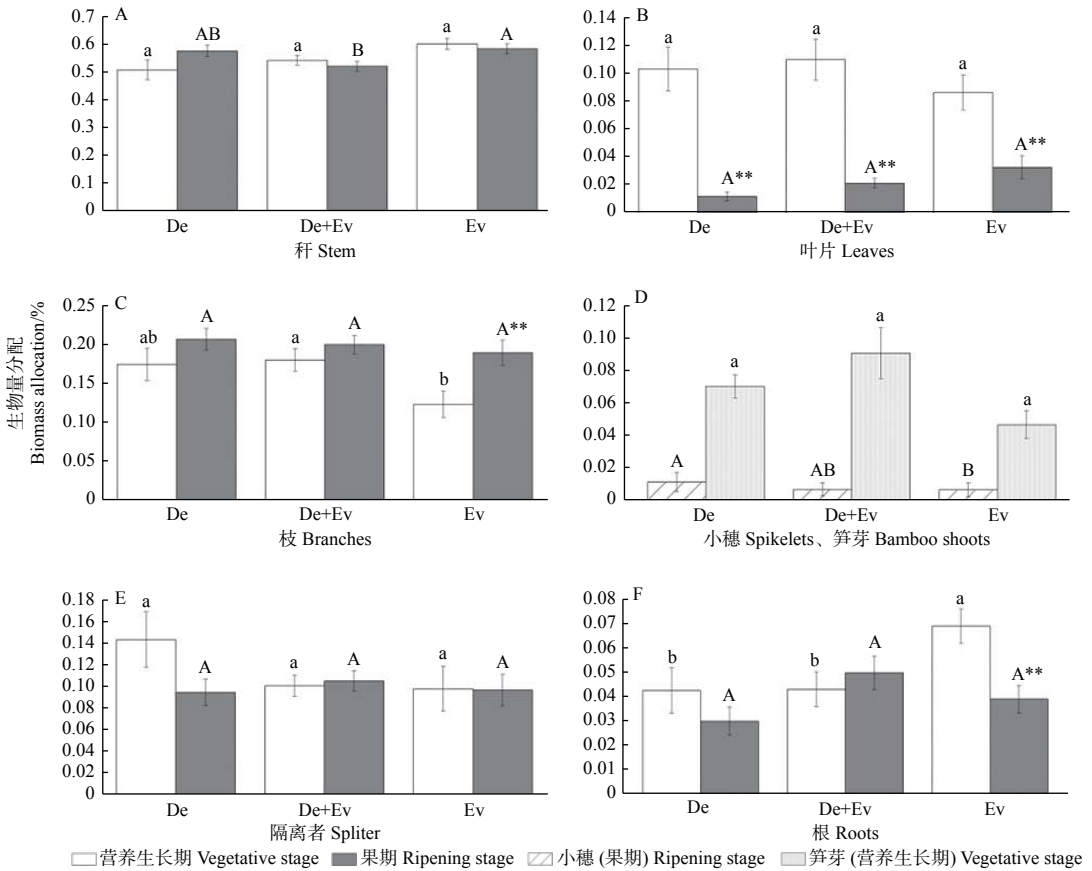 A
0.7
0.6
0.5
0.4
0.3
0.2
0.1
0
a AB a B a A
De De+Ev Ev
秆 Stem
B
0.14
0.12
0.10
0.08
0.06
0.04
0.02
0
a A** a A** a A**
De De+Ev Ev
叶片 Leaves
生物量分配
Biomass allocation/%
C
0.25
0.20
0.15
0.10
0.05
0
ab A a A b A**
De De+Ev Ev
枝 Branches
D
0.12
0.10
0.08
0.06
0.04
0.02
0
A a AB a B a
De De+Ev Ev
小穗 Spikelets、笋芽 Bamboo shoots
E
0.18
0.16
0.14
0.12
0.10
0.08
0.06
0.04
0.02
0
a A a A a A
De De+Ev Ev
隔离者 Spliter
F
0.08
0.07
0.06
0.05
0.04
0.03
0.02
0.01
0
b A b A a A**
De De+Ev Ev
根 Roots
营养生长期 Vegetative stage 果期 Ripening stage 小穗 (果期) Ripening stage 笋芽 (营养生长期) Vegetative stage